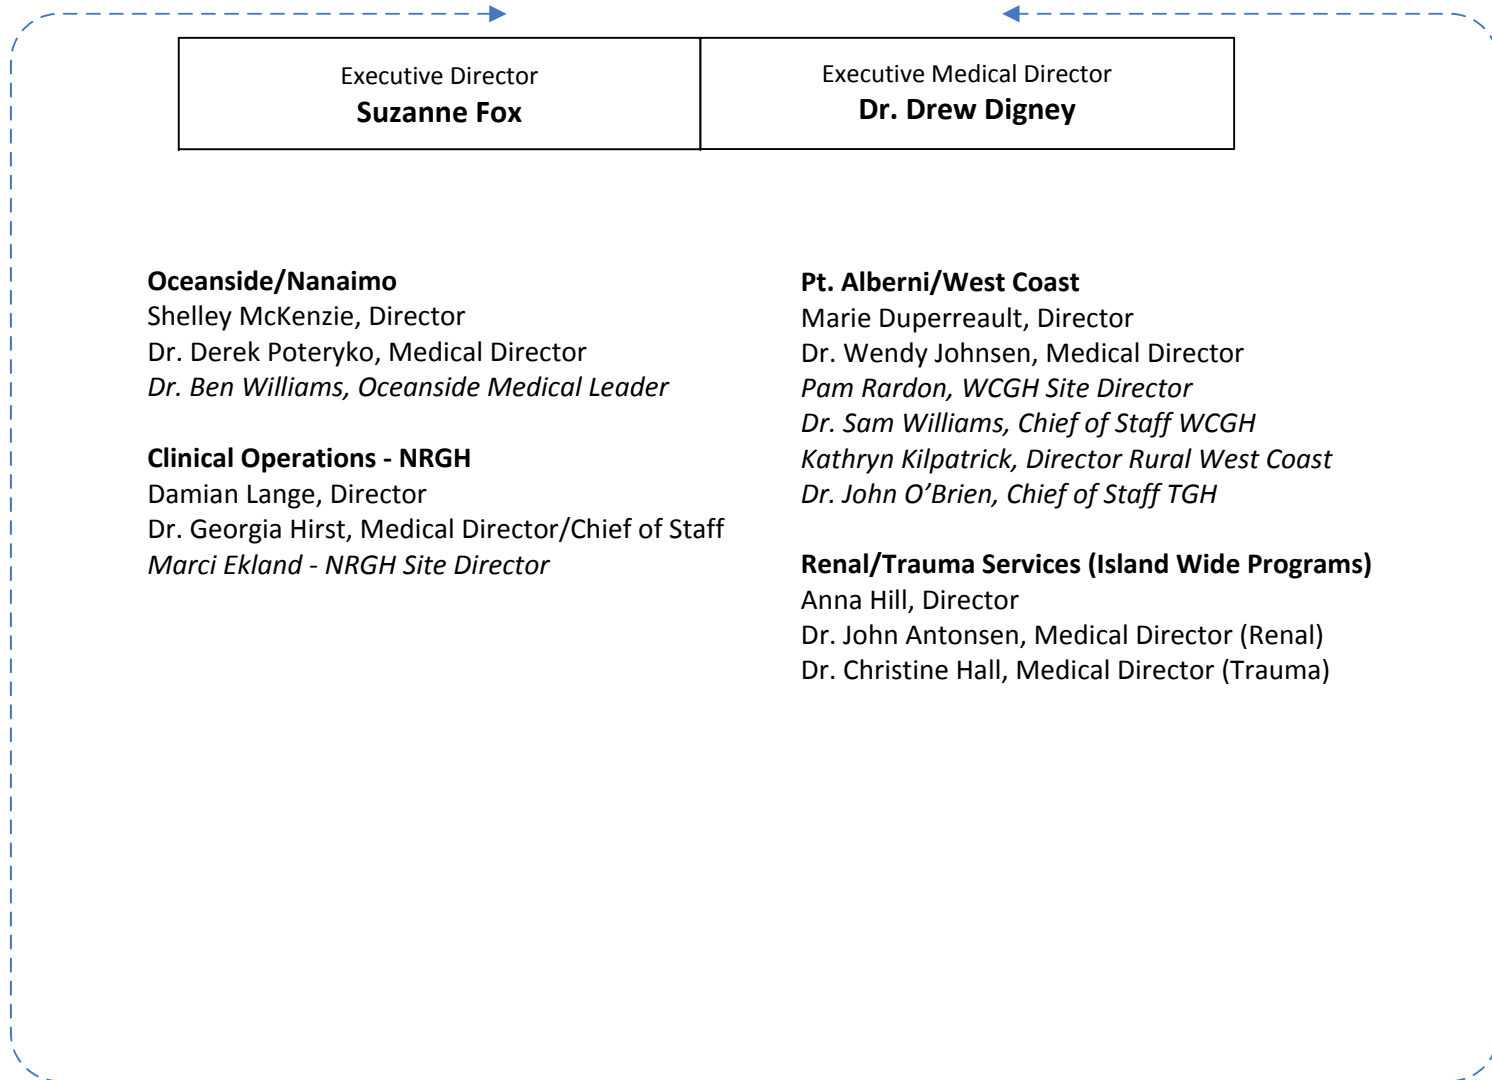 Executive Director
Suzanne Fox
Executive Medical Director
Dr. Drew Digney
Oceanside/Nanaimo
Shelley McKenzie, Director
Dr. Derek Poteryko, Medical Director
Dr. Ben Williams, Oceanside Medical Leader
Clinical Operations - NRGH
Damian Lange, Director
Dr. Georgia Hirst, Medical Director/Chief of Staff
Marci Ekland - NRGH Site Director
Pt. Alberni/West Coast
Marie Duperreault, Director
Dr. Wendy Johnsen, Medical Director
Pam Rardon, WCGH Site Director
Dr. Sam Williams, Chief of Staff WCGH
Kathryn Kilpatrick, Director Rural West Coast
Dr. John O’Brien, Chief of Staff TGH
Renal/Trauma Services (Island Wide Programs)
Anna Hill, Director
Dr. John Antonsen, Medical Director (Renal)
Dr. Christine Hall, Medical Director (Trauma)